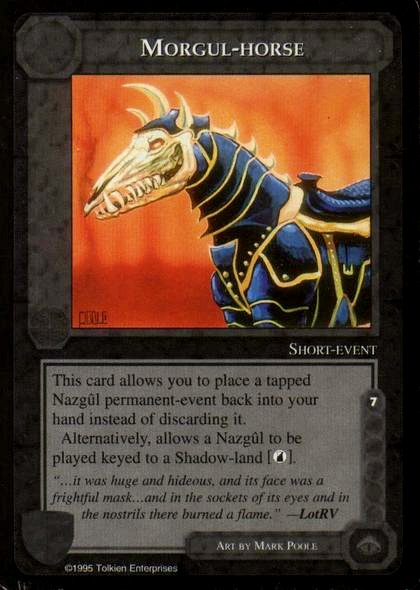 MORGUL-HORSE
POOLE
SHORT-EVENT
This card allows you to place a tapped
Nazgûl permanent-event back into your
hand instead of discarding it.
Alternatively, allows a Nazgûl to be
played keyed to a Shadow-land [ ].
7
“…it was huge and hideous, and its face was a
frightful mask…and in the sockets of its eyes and in
the nostrils there burned a flame.” —LotRV
ART BY MARK POOLE
©1995 Tolkien Enterprises